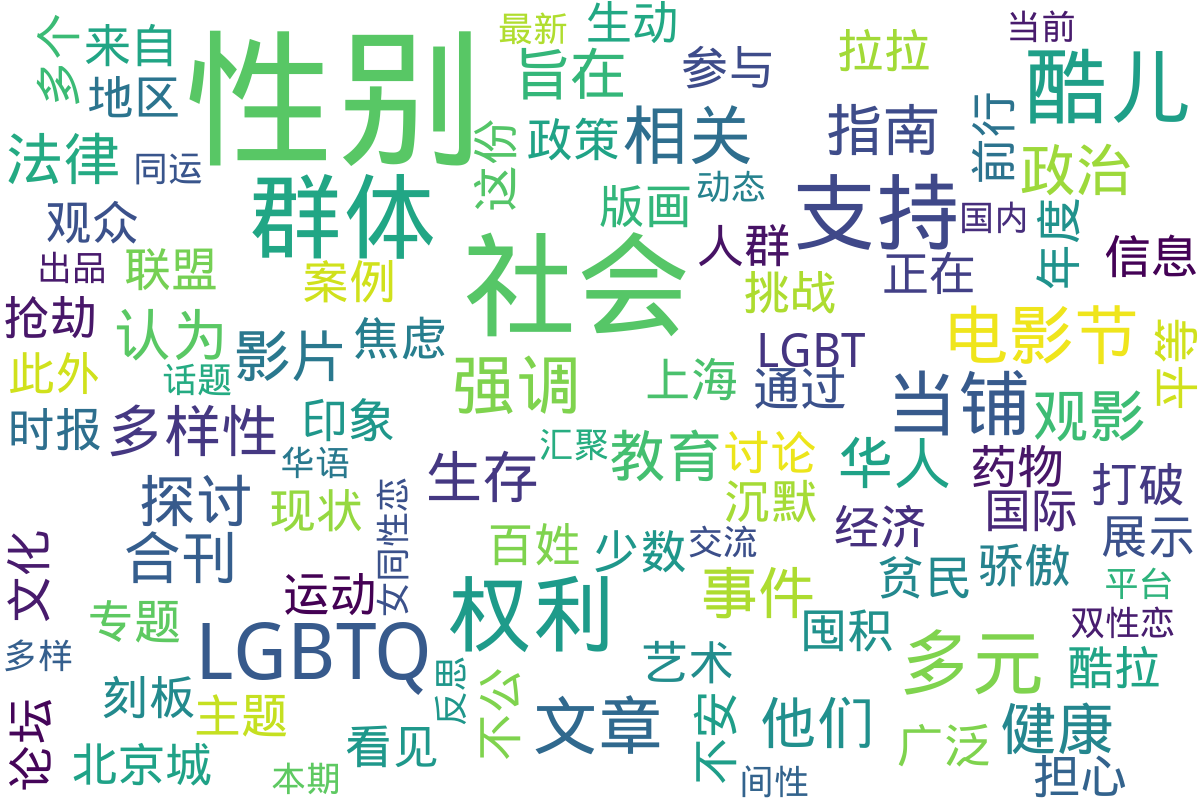 性别
社会
群体
支持
酷儿
权利
LGBTQ
多个
来自
地区
法律
同运
观众
出品
联盟
抢劫
认为
此外
话题
时报
多样性
案例
影片
焦虑
印象
最新
生动
旨在
参与
政策
相关
这份
版画
动态
人群
挑战
LGBT
通过
上海
强调
拉拉
当前
指南
前行
政治
国内
年度
正在
信息
电影节
平等
当铺
观影
华语
汇聚
教育
讨论
华人
药物
打破
国际
展示
沉默
经济
生存
探讨
现状
女同性恋
合刊
文化
运动
百姓
少数
交流
贫民
骄傲
平台
事件
囤积
双性恋
专题
多样
刻板
主题
论坛
北京城
本期
看见
反思
不公
文章
艺术
不安
他们
间性
多元
酷拉
广泛
健康
担心